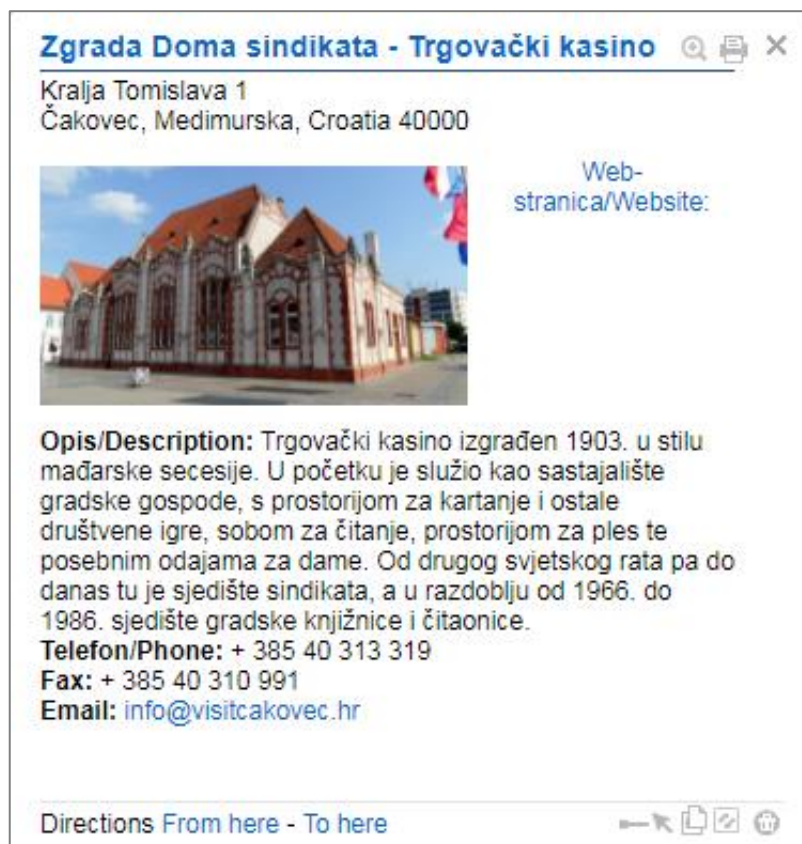 Zgrada Doma sindikata - Trgovački kasino
Kralja Tomislava 1
Čakovec, Medimurska, Croatia 40000
Web-
stranica/Website:
Opis/Description: Trgovački kasino izgrađen 1903. u stilu
mađarske secesije. U početku je služio kao sastajalište
gradske gospode, s prostorijom za kartanje i ostale
društvene igre, sobom za čitanje, prostorijom za ples te
posebnim odajama za dame. Od drugog svjetskog rata pa do
danas tu je sjedište sindikata, a u razdoblju od 1966. do
1986. sjedište gradske knjižnice i čitaonice.
Telefon/Phone: + 385 40 313 319
Fax: + 385 40 310 991
Email: info@visitcakovec.hr
Directions From here - To here